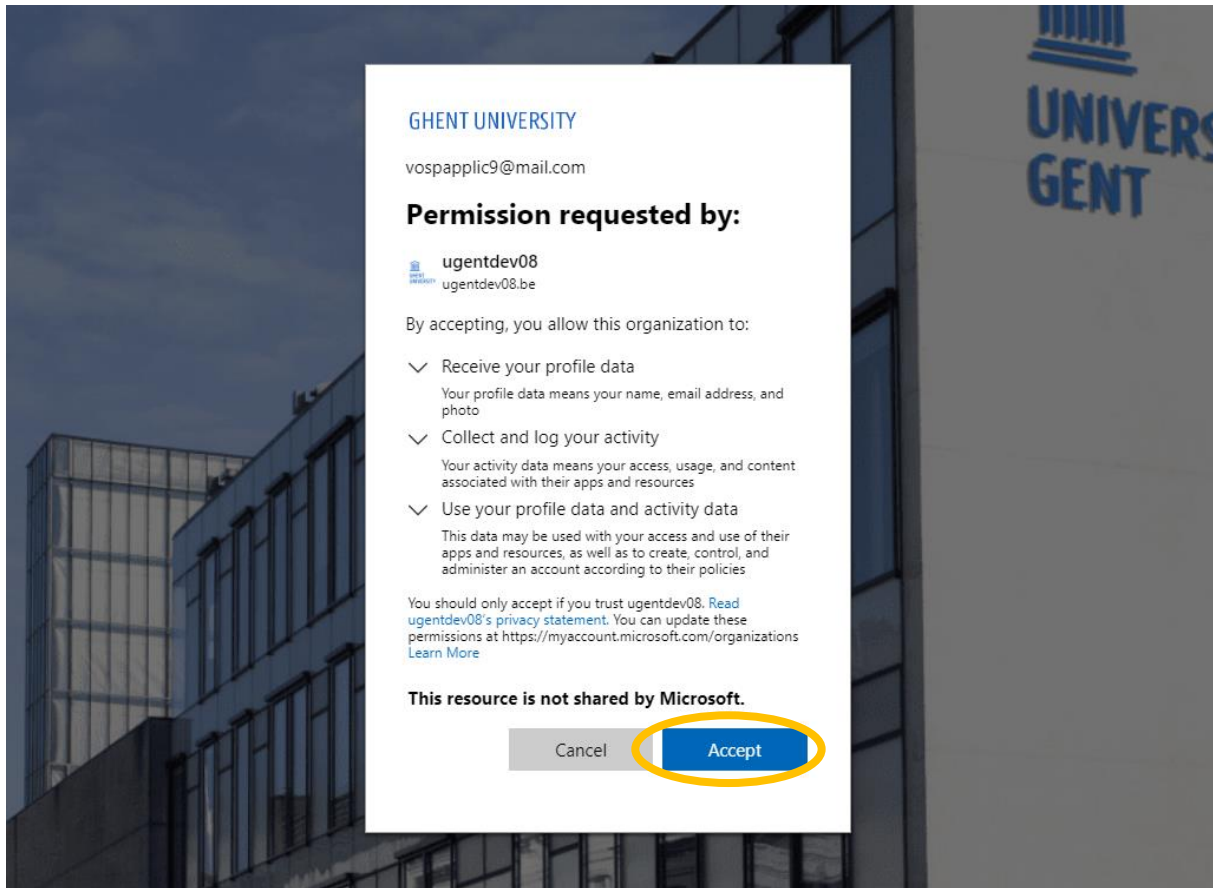 UNIVERS
GENT
GHENT UNIVERSITY
vospapplic9@mail.com
Permission requested by:
ugentdev08
ugentdev08.be
By accepting, you allow this organization to:
Receive your profile data
Your profile data means your name, email address, and
photo
Collect and log your activity
Your activity data means your access, usage, and content
associated with their apps and resources
Use your profile data and activity data
This data may be used with your access and use of their
apps and resources, as well as to create, control, and
administer an account according to their policies
You should only accept if you trust ugentdev08. Read
ugentdev08's privacy statement. You can update these
permissions at https://myaccount.microsoft.com/organizations
Learn More
This resource is not shared by Microsoft.
Cancel Accept